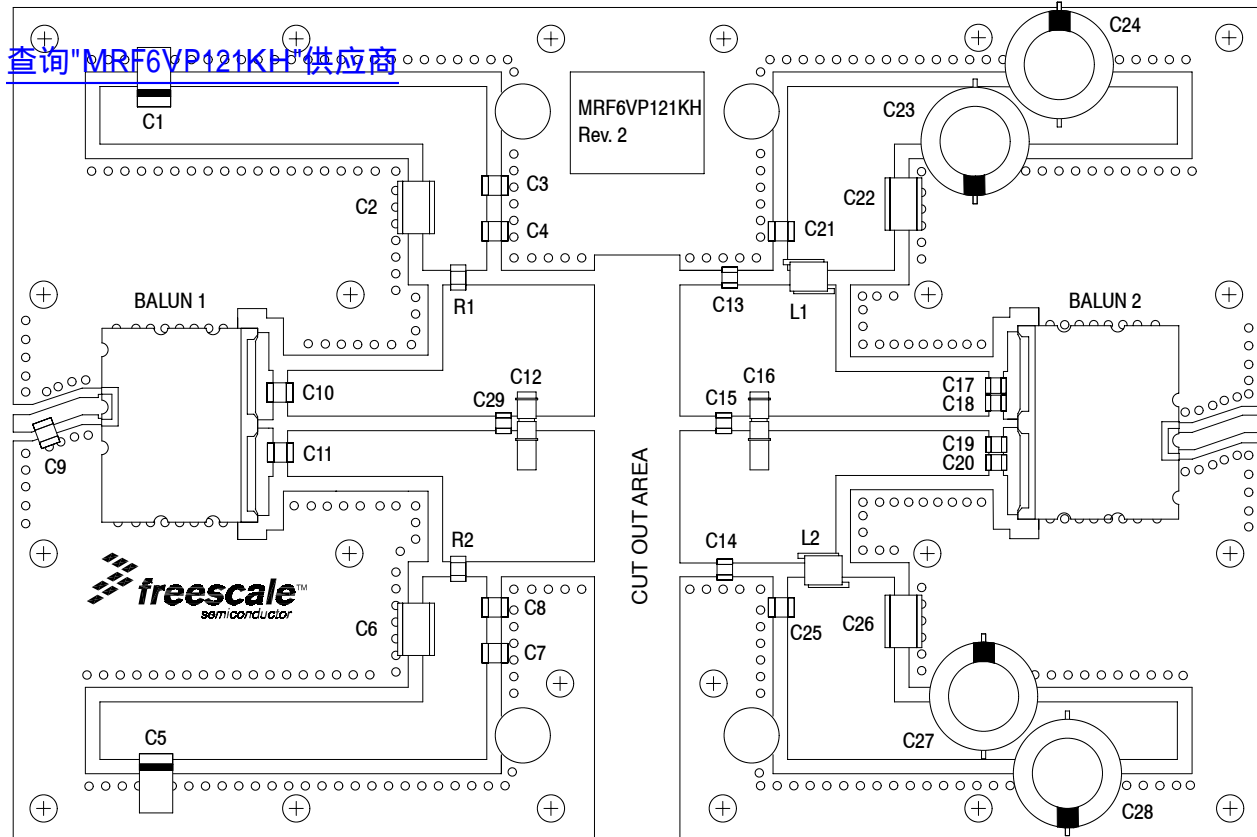 查询"MRF6VP121KH"供应商
C24
MRF6VP121KH
Rev. 2
C23
C1
C3
C2
C22
C4
C21
BALUN 1
R1
C13
L1
BALUN 2
C12
C16
C10
C29
C15
C17
C18
C9
C11
C19
C20
CUT OUT AREA
R2
C14
L2
freescale™
semiconductor
C8
C6
C25
C26
C7
C5
C27
C28